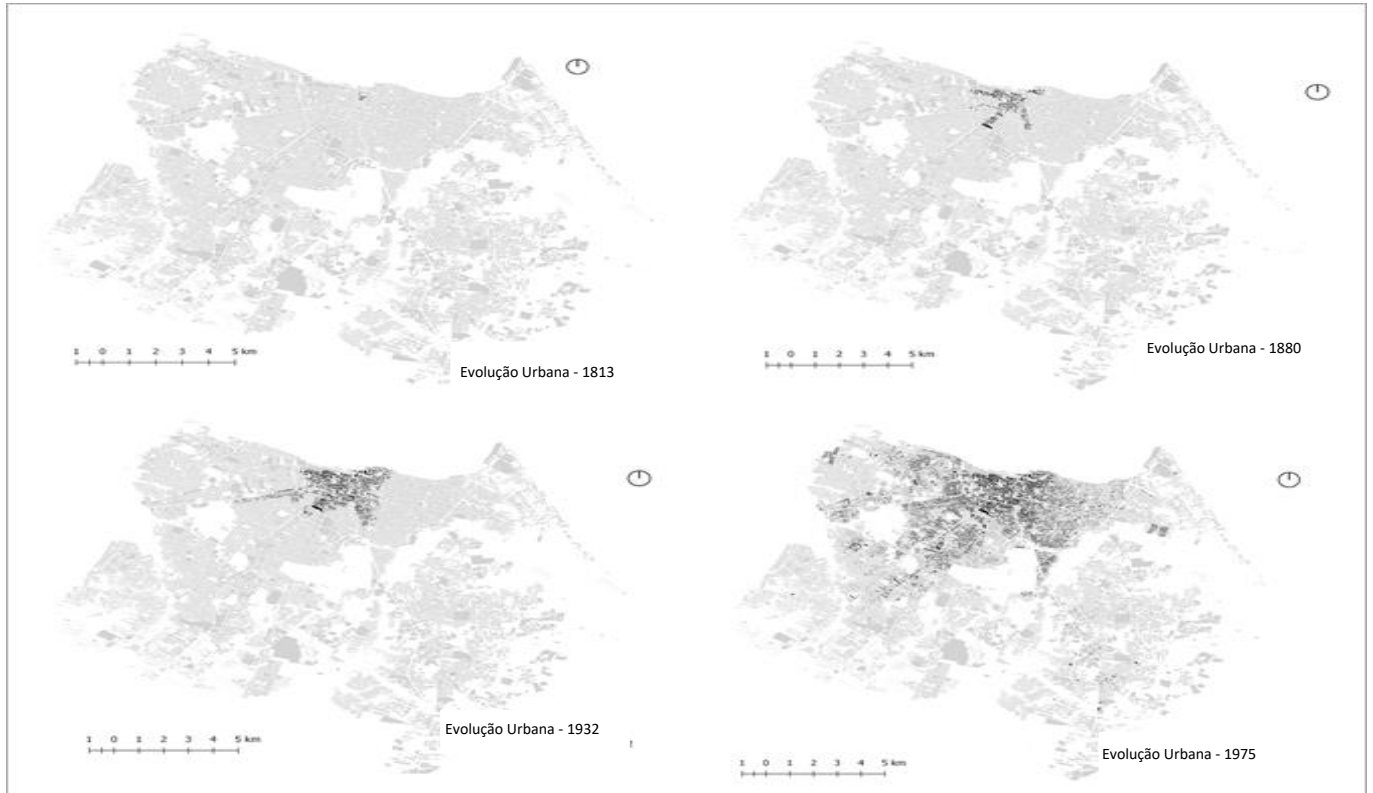 1 0 1 2 3 4 5 km
Evolução Urbana - 1813
1 0 1 2 3 4 5 km
Evolução Urbana - 1880
1 0 1 2 3 4 5 km
Evolução Urbana - 1932
1 0 1 2 3 4 5 km
Evolução Urbana - 1975